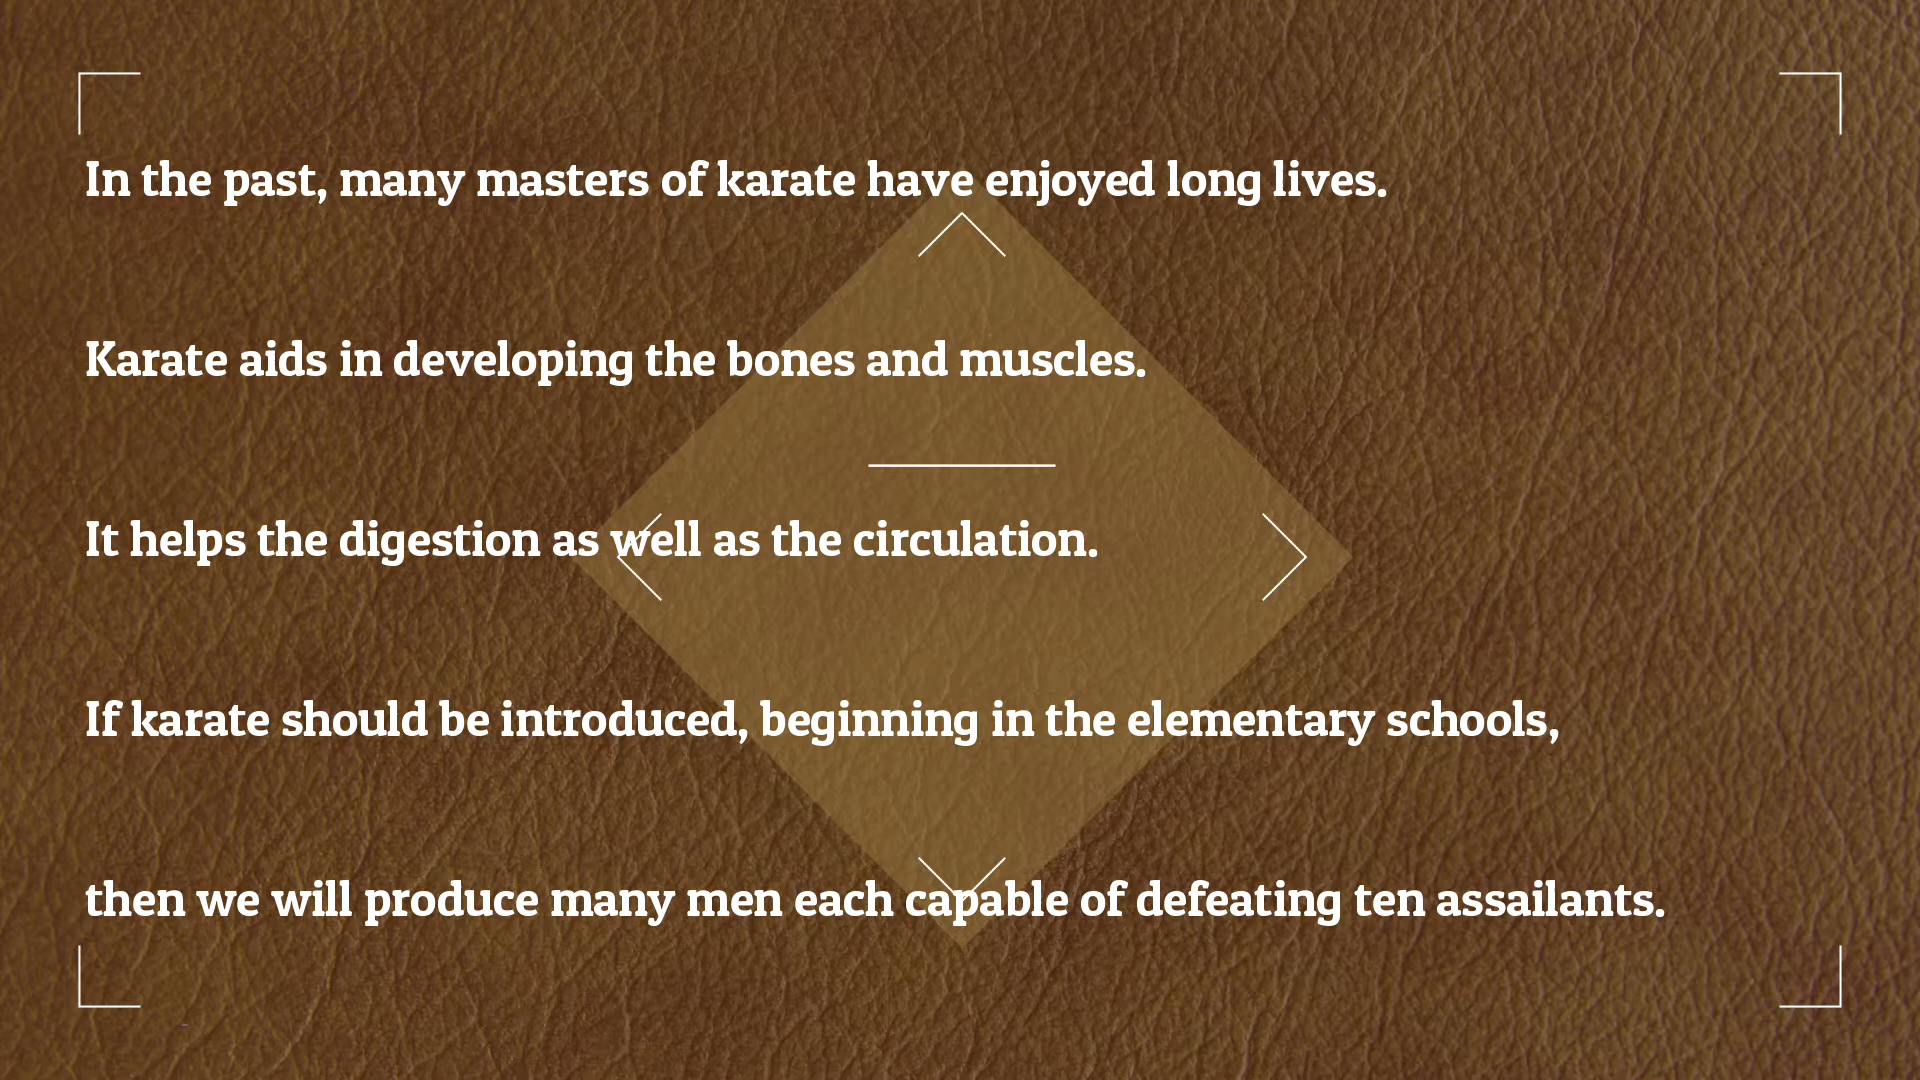 In the past, many masters of karate have enjoyed long lives.
Karate aids in developing the bones and muscles.
It helps the digestion as well as the circulation.
If karate should be introduced, beginning in the elementary schools,
then we will produce many men each capable of defeating ten assailants.